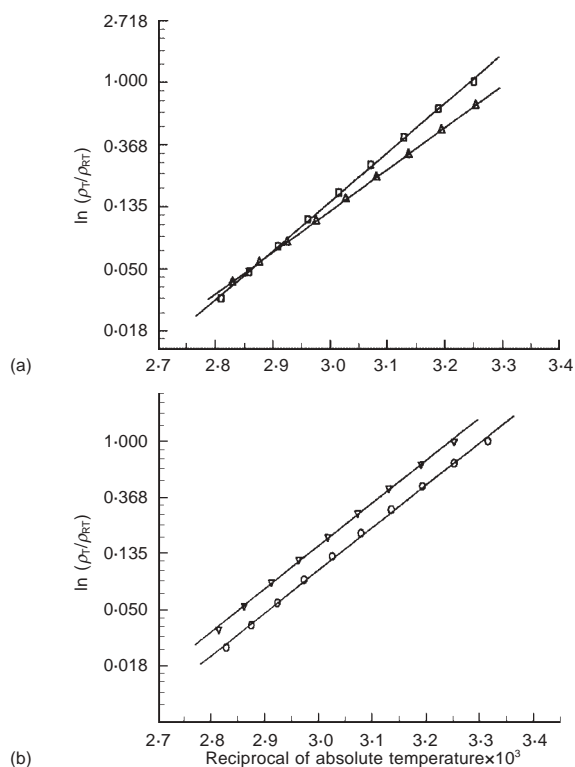 2·718
1·000
0·368
0·135
0·050
0·018
ln (ρT/ρRT)
2·7 2·8 2·9 3·0 3·1 3·2 3·3 3·4
(a)
1·000
0·368
0·135
0·050
0·018
ln (ρT/ρRT)
2·7 2·8 2·9 3·0 3·1 3·2 3·3 3·4
Reciprocal of absolute temperature×10³
(b)